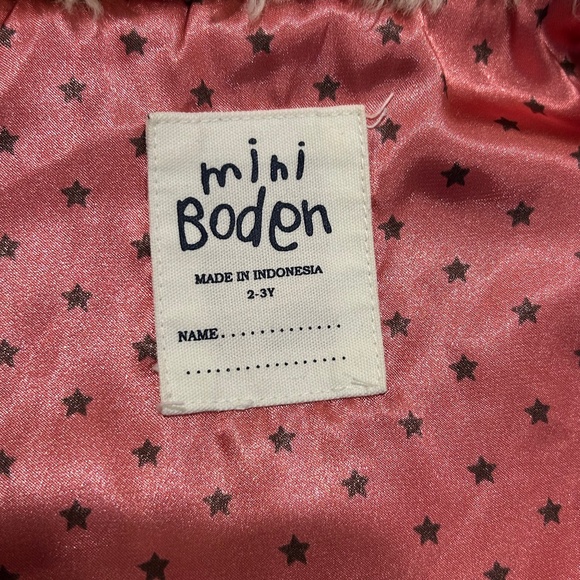 mini
Boden
MADE IN INDONESIA
2-3Y
NAME.............
..................